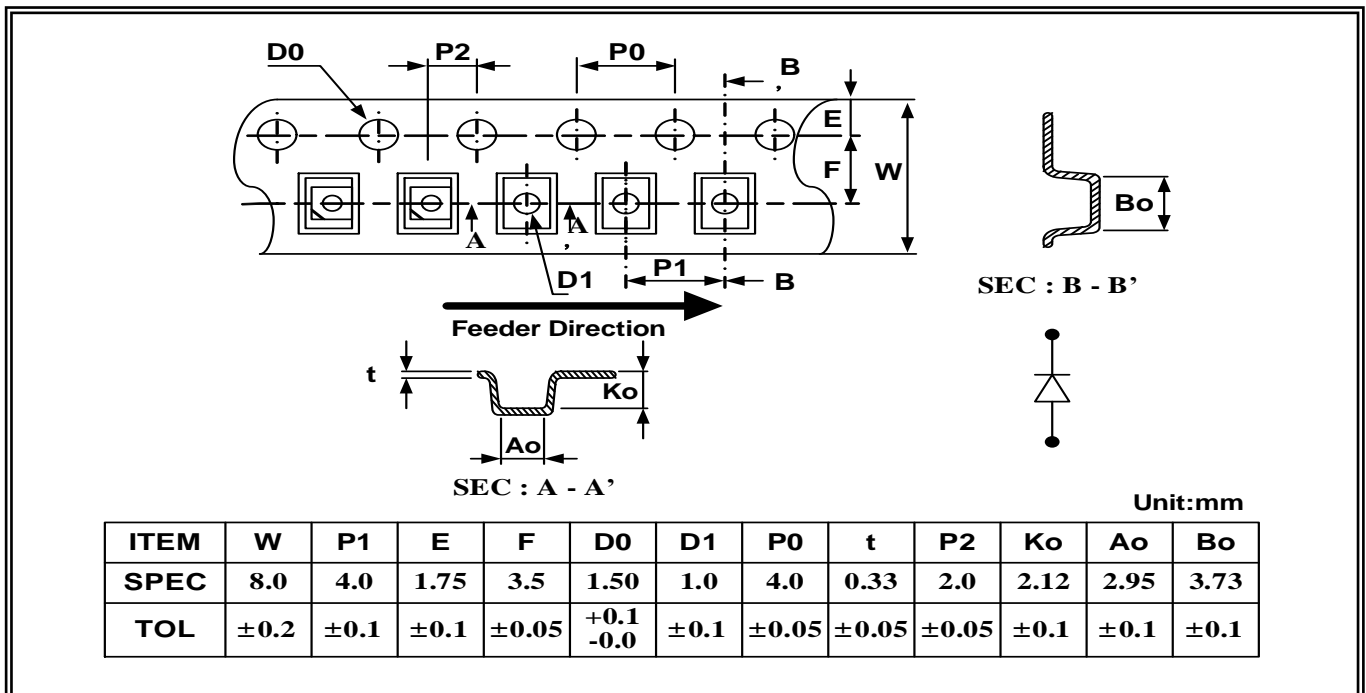 D0 P2 P0 B
,
E
F W
A A
,
Bo
P1
D1 B
SEC : B - B’
Feeder Direction
t
Ko
Ao
SEC : A - A’
Unit:mm
ITEM W P1 E F D0 D1 P0 t P2 Ko Ao Bo
SPEC 8.0 4.0 1.75 3.5 1.50 1.0 4.0 0.33 2.0 2.12 2.95 3.73
TOL ±0.2 ±0.1 ±0.1 ±0.05 +0.1 -0.0 ±0.1 ±0.05 ±0.05 ±0.05 ±0.1 ±0.1 ±0.1